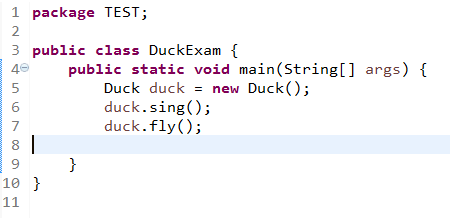 1 package TEST;
2
3 public class DuckExam {
4 public static void main(String[] args) {
5 Duck duck = new Duck();
6 duck.sing();
7 duck.fly();
8
9 }
10 }
11